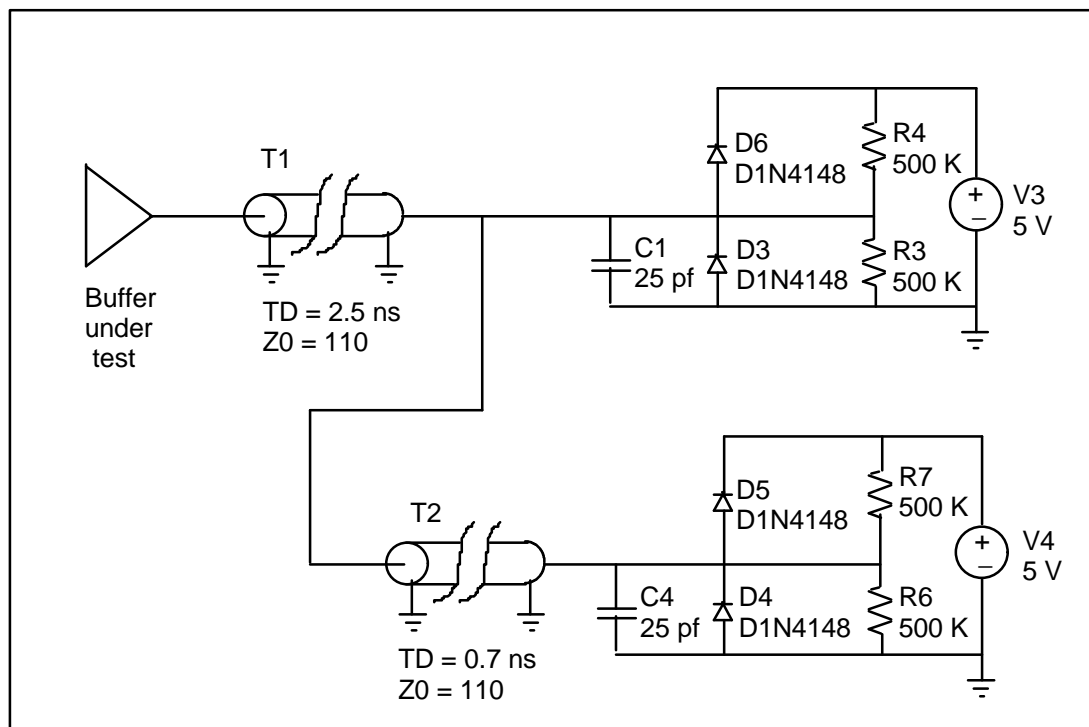 T1
Buffer
under
test
TD = 2.5 ns
Z0 = 110
C1
25 pf
D6
D1N4148
D3
D1N4148
R4
500 K
R3
500 K
+
–
V3
5 V
T2
TD = 0.7 ns
Z0 = 110
C4
25 pf
D5
D1N4148
D4
D1N4148
R7
500 K
R6
500 K
+
–
V4
5 V